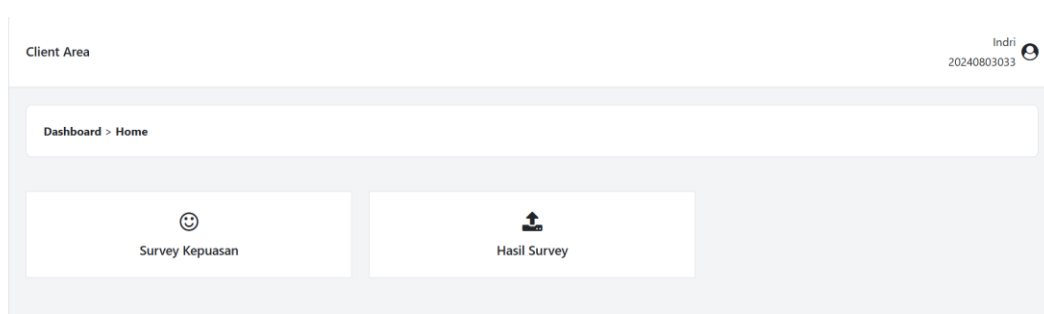 Client Area
Indri
20240803033
Dashboard > Home
Survey Kepuasan
Hasil Survey